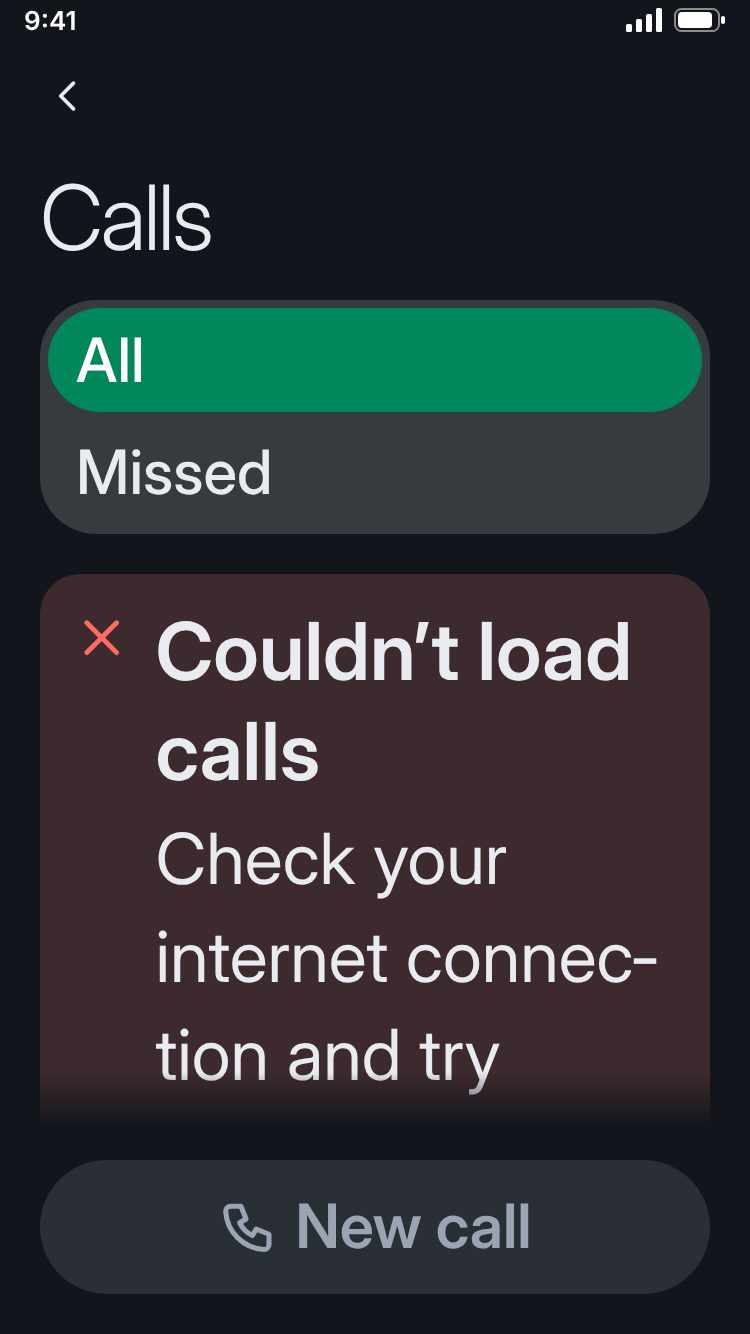 9:41
Calls
All
Missed
Couldn’t load
calls
Check your
internet connec-
tion and try
New call